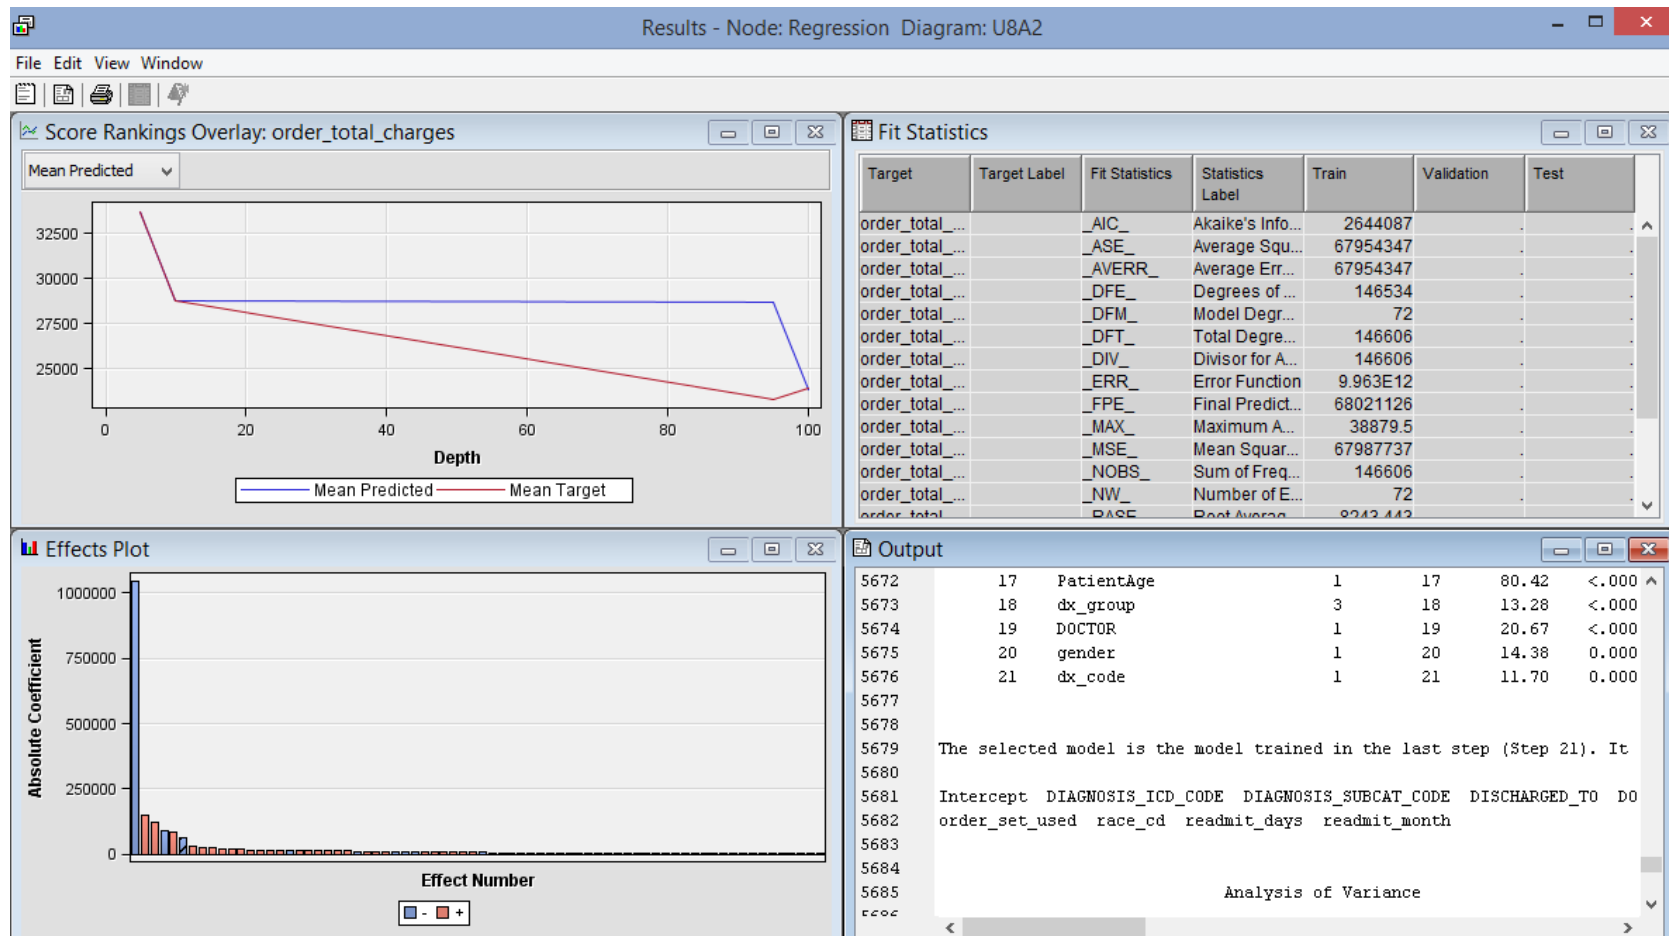 Results - Node: Regression Diagram: U8A2
File Edit View Window
Score Rankings Overlay: order_total_charges
Mean Predicted
32500
30000
27500
25000
0 20 40 60 80 100
Depth
Mean Predicted Mean Target
Fit Statistics
Target Target Label Fit Statistics Statistics Label Train Validation Test
order_total_... _AIC_ Akaike's Info... 2644087 . .
order_total_... _ASE_ Average Squ... 67954347 . .
order_total_... _AVERR_ Average Err... 67954347 . .
order_total_... _DFE_ Degrees of ... 146534 . .
order_total_... _DFM_ Model Degr... 72 . .
order_total_... _DFT_ Total Degre... 146606 . .
order_total_... _DIV_ Divisor for A... 146606 . .
order_total_... _ERR_ Error Function 9.963E12 . .
order_total_... _FPE_ Final Predict... 68021126 . .
order_total_... _MAX_ Maximum A... 38879.5 . .
order_total_... _MSE_ Mean Squar... 67987737 . .
order_total_... _NOBS_ Sum of Freq... 146606 . .
order_total_... _NW_ Number of E... 72 . .
order_total_... _RASE_ Root Averag... 8243.443
Effects Plot
Absolute Coefficient
1000000
750000
500000
250000
0
Effect Number
- +
Output
5672 17 PatientAge 1 17 80.42 <.000
5673 18 dx_group 3 18 13.28 <.000
5674 19 DOCTOR 1 19 20.67 <.000
5675 20 gender 1 20 14.38 0.000
5676 21 dx_code 1 21 11.70 0.000
5677
5678
5679 The selected model is the model trained in the last step (Step 21). It
5680
5681 Intercept DIAGNOSIS_ICD_CODE DIAGNOSIS_SUBCAT_CODE DISCHARGED_TO DO
5682 order_set_used race_cd readmit_days readmit_month
5683
5684
5685 Analysis of Variance
5686